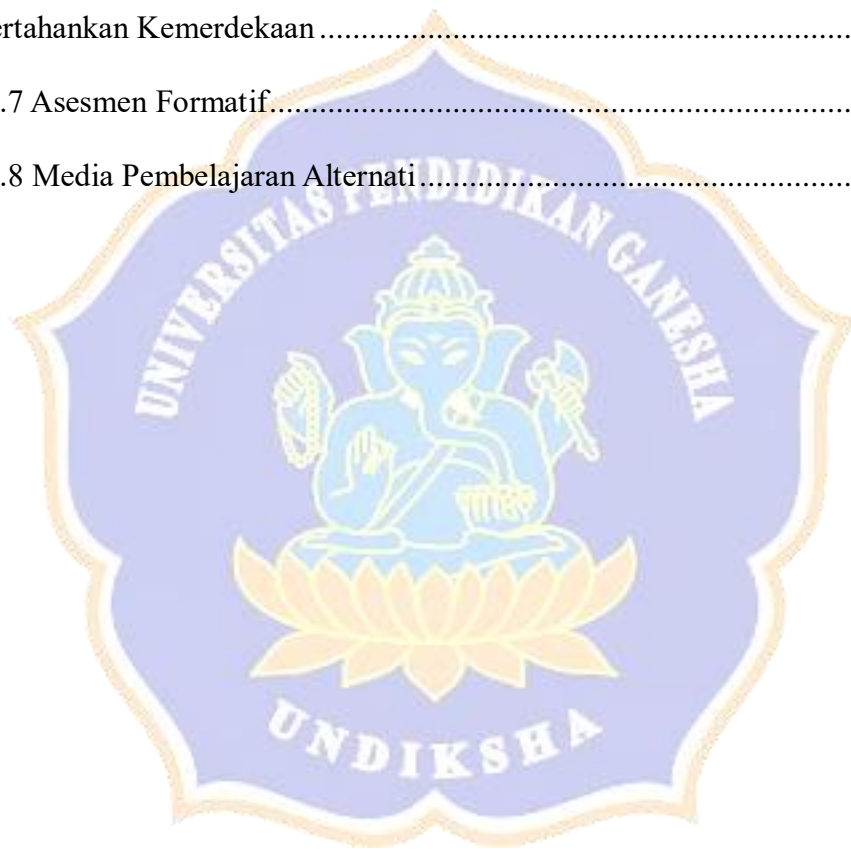 ertahankan Kemerdekaan ........................................................................
.7 Asesmen Formatif..............................................................................
.8 Media Pembelajaran Alternati...........................................................
UNIVERSITAS PENDIDIKAN GANESHA
UNDIKSHA